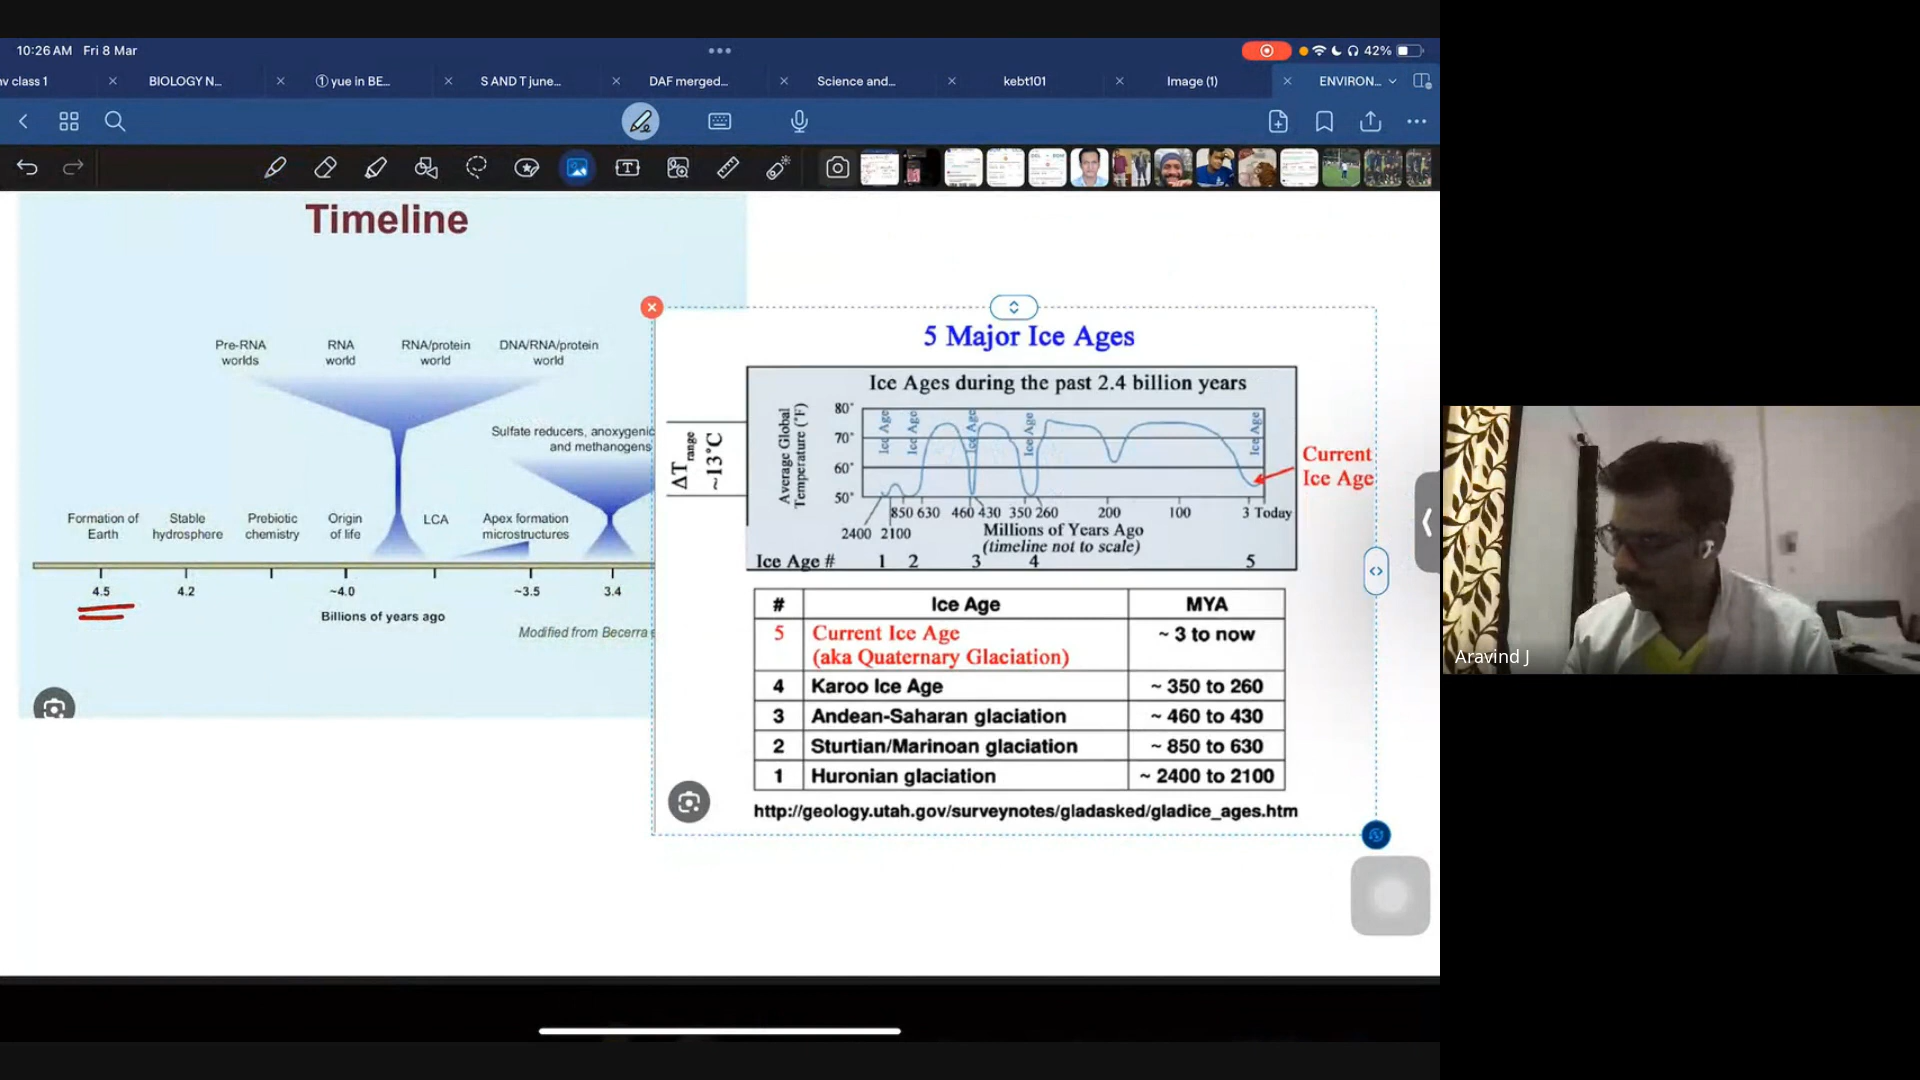 10:26 AM Fri 8 Mar
42%
nv class 1
BIOLOGY N...
① yue in BE...
S AND T june...
DAF merged...
Science and...
kebt101
Image (1)
ENVIRON...
Timeline
Pre-RNA
worlds
RNA
world
RNA/protein
world
DNA/RNA/protein
world
Sulfate reducers, anoxygenic
and methanogens
Formation of
Earth
Stable
hydrosphere
Prebiotic
chemistry
Origin
of life
LCA
Apex formation
microstructures
4.5
4.2
~4.0
~3.5
3.4
Billions of years ago
Modified from Becerra
5 Major Ice Ages
Ice Ages during the past 2.4 billion years
ΔT range
~13°C
Average Global
Temperature (°F)
80°
70°
60°
50°
Ice Age
Ice Age
Ice Age
Ice Age
Ice Age
Current
Ice Age
850 630 460 430 350 260 200 100 3 Today
2400 2100
Millions of Years Ago
(timeline not to scale)
Ice Age # 1 2 3 4 5
# Ice Age MYA
5 Current Ice Age ~ 3 to now
(aka Quaternary Glaciation)
4 Karoo Ice Age ~ 350 to 260
3 Andean-Saharan glaciation ~ 460 to 430
2 Sturtian/Marinoan glaciation ~ 850 to 630
1 Huronian glaciation ~ 2400 to 2100
http://geology.utah.gov/surveynotes/gladasked/gladice_ages.htm
Aravind J